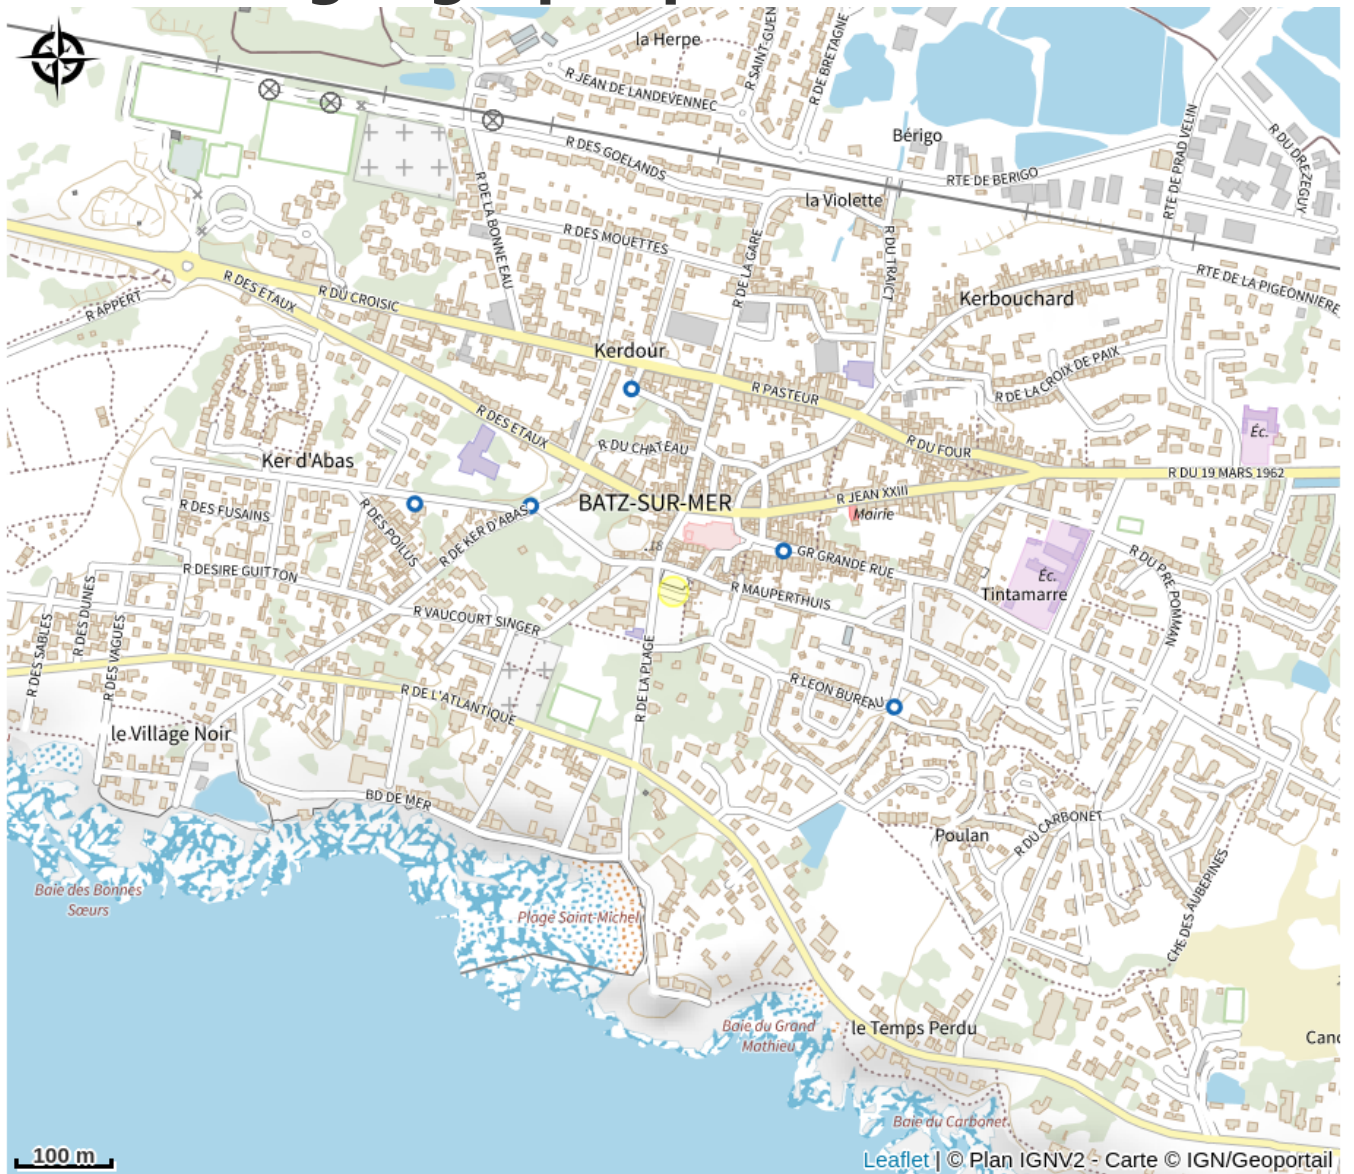 la Herpe
R SAINT-GUEN
R DE BRETAGNE
R JEAN DE LANDEVENNEC
Bérigo
R DU DREZEGUY
R DES GOELANDS
RTE DE BERIGO
RTE DE PRAD VELIN
la Violette
R DE LA BONNE EAU
R DES MOUETTES
R DE LA GARE
R DU TRAICT
RTE DE LA PIGEONNIERE
R APPERT
R DES ETAUX
R DU CROISIC
Kerbouchard
Kerdour
R PASTEUR
R DE LA CROIX DE PAIX
R DES ETAUX
R DU CHATEAU
R DU FOUR
Éc.
Ker d'Abas
R DU 19 MARS 1962
BATZ-SUR-MER
R JEAN XXIII
Mairie
R DES FUSAINS
R DES POILUS
R DE KER D'ABAS
18
GR GRANDE RUE
R DU PRE POMMAN
R DESIRE GUITTON
R MAUPERTHUIS
Éc.
Tintamarre
R DES SABLES
R DES DUNES
R DES VAGUES
R VAUCOURT SINGER
R DE LA PLAGE
R LEON BUREAU
R DE L'ATLANTIQUE
le Village Noir
BD DE MER
Poulan
R DU CARBONET
CHE DES AUBEPINES
Baie des Bonnes
Sœurs
Plage Saint-Michel
Baie du Grand
Mathieu
le Temps Perdu
Canc
Baie du Carbonet
100 m
Leaflet | © Plan IGNV2 - Carte © IGN/Geoportail